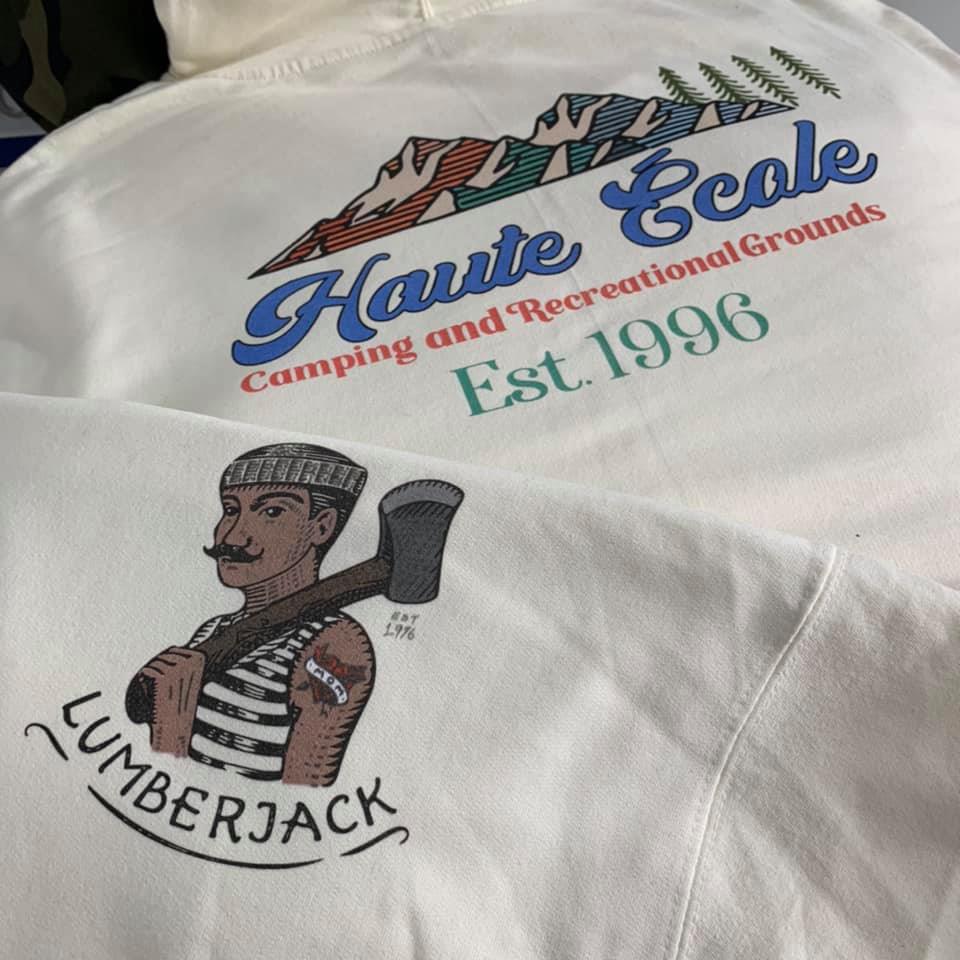 Haute École
Camping and Recreational Grounds
Est. 1996
EST
1996
MOM
LUMBERJACK